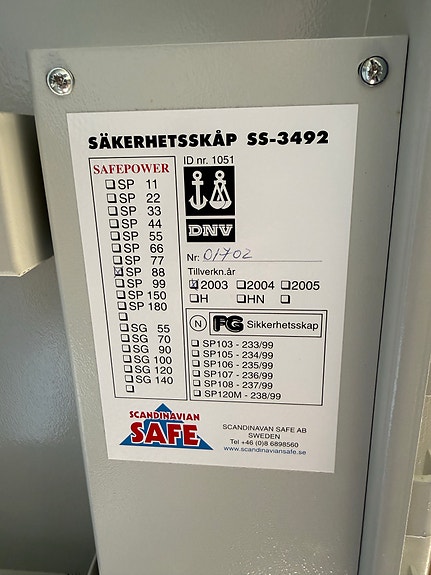 SÄKERHETSSKÅP SS-3492
SAFEPOWER
SP 11
SP 22
SP 33
SP 44
SP 55
SP 66
SP 77
SP 88
SP 99
SP 150
SP 180
SG 55
SG 70
SG 90
SG 100
SG 120
SG 140
ID nr. 1051
DNV
Nr: 01702
Tillverkn.år
2003 2004 2005
H HN
N FG Sikkerhetsskap
SP103 - 233/99
SP105 - 234/99
SP106 - 235/99
SP107 - 236/99
SP108 - 237/99
SP120M - 238/99
SCANDINAVIAN
SAFE
SCANDINAVAN SAFE AB
SWEDEN
Tel +46 (0)8 6898560
www.scandinaviansafe.se